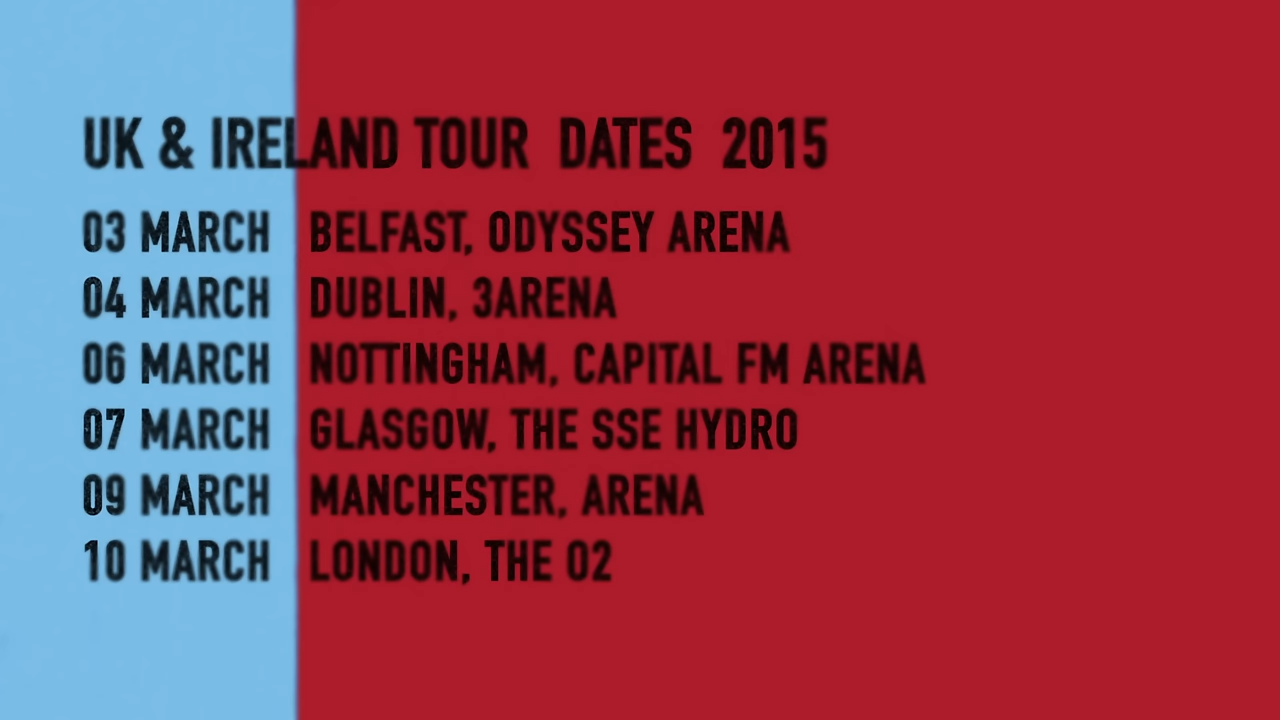 UK & IRELAND TOUR DATES 2015
03 MARCH BELFAST, ODYSSEY ARENA
04 MARCH DUBLIN, 3ARENA
06 MARCH NOTTINGHAM, CAPITAL FM ARENA
07 MARCH GLASGOW, THE SSE HYDRO
09 MARCH MANCHESTER, ARENA
10 MARCH LONDON, THE O2